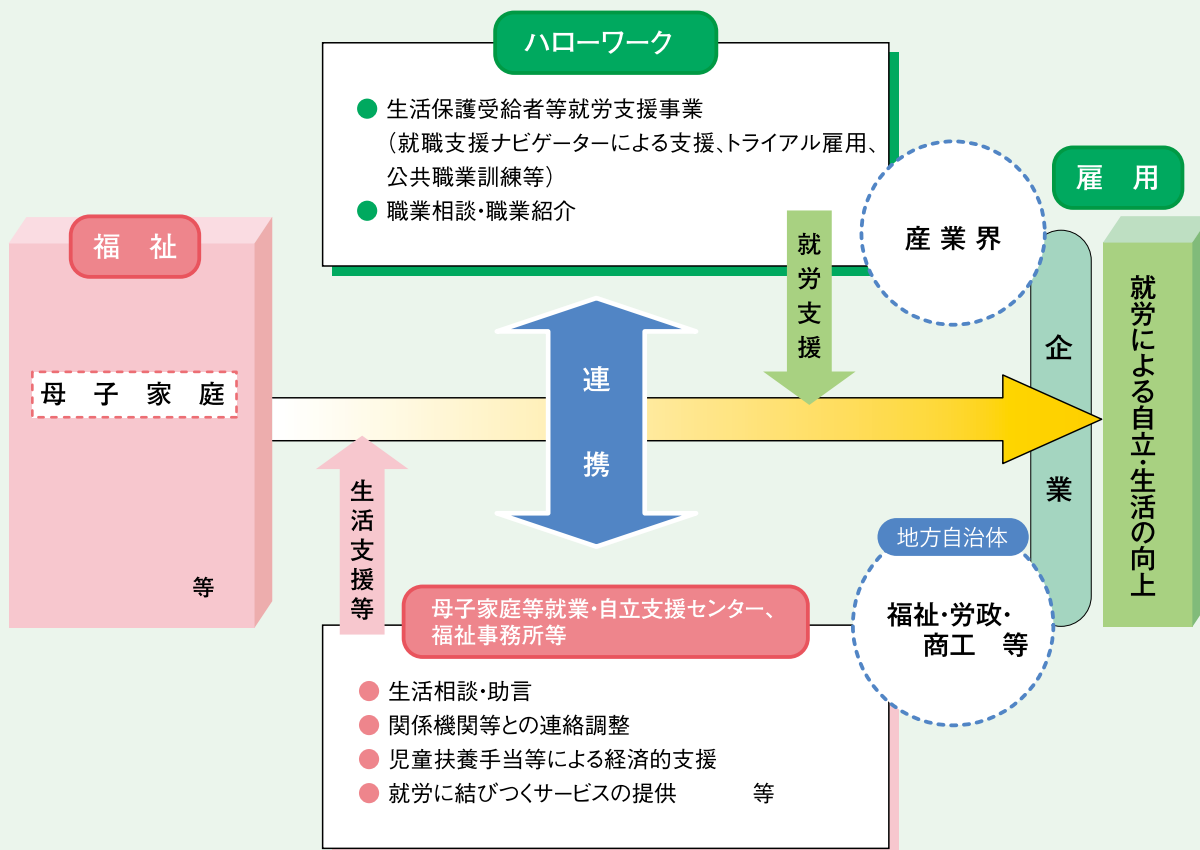 ハローワーク
● 生活保護受給者等就労支援事業
（就職支援ナビゲーターによる支援、トライアル雇用、
公共職業訓練等）
● 職業相談・職業紹介
産業界
雇　用
福　祉
母　子　家　庭
等
就労支援
連携
生活支援等
企業
就労による自立・生活の向上
地方自治体
福祉・労政・
商工　等
母子家庭等就業・自立支援センター、
福祉事務所等
● 生活相談・助言
● 関係機関等との連絡調整
● 児童扶養手当等による経済的支援
● 就労に結びつくサービスの提供　　　等